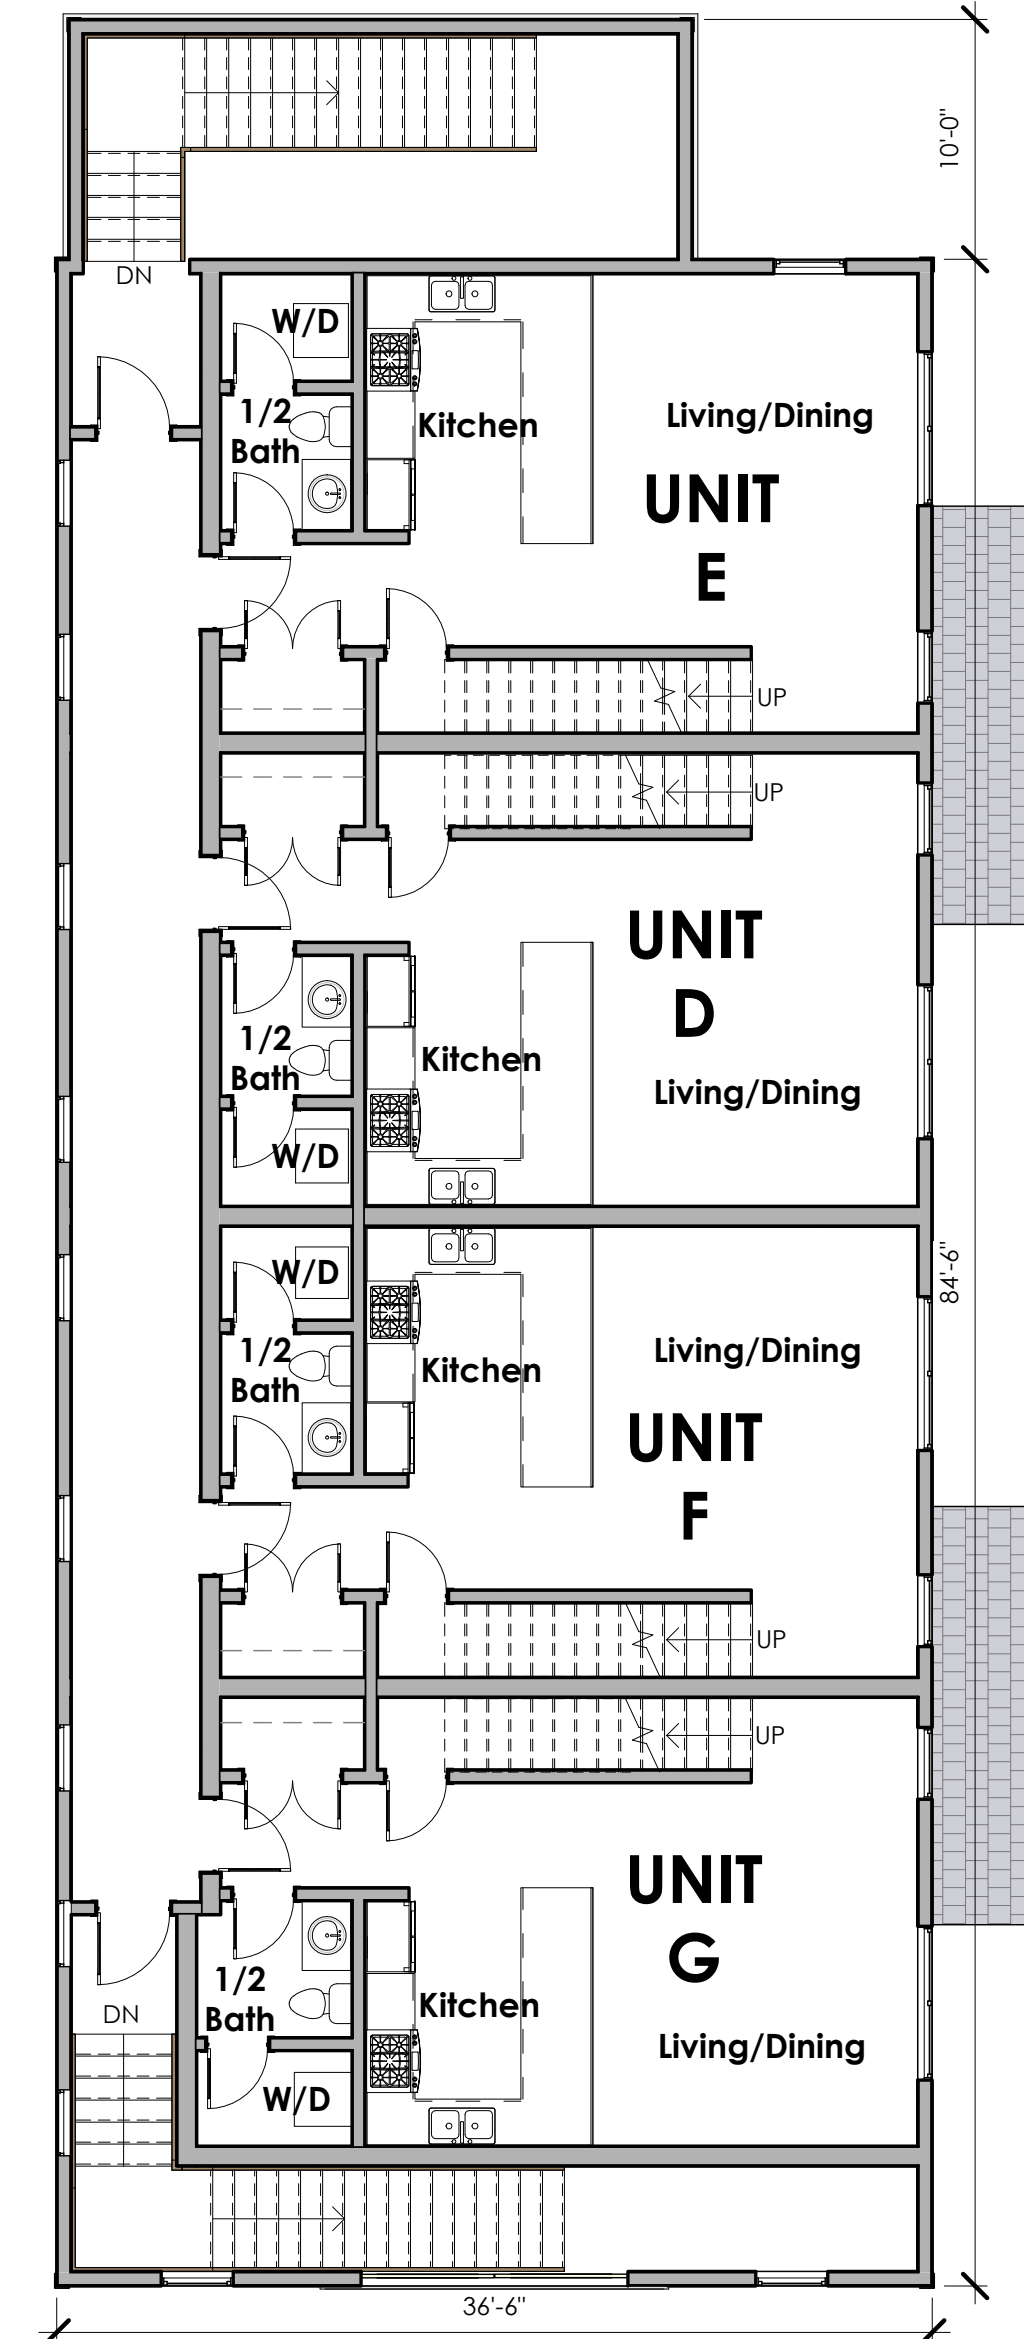 10'-0"
DN
W/D
1/2
Bath
Kitchen
Living/Dining
UNIT
E
UP
UP
UNIT
D
1/2
Bath
Kitchen
Living/Dining
W/D
W/D
84'-6"
1/2
Bath
Kitchen
Living/Dining
UNIT
F
UP
UP
UNIT
G
1/2
Bath
Kitchen
DN
Living/Dining
W/D
36'-6"